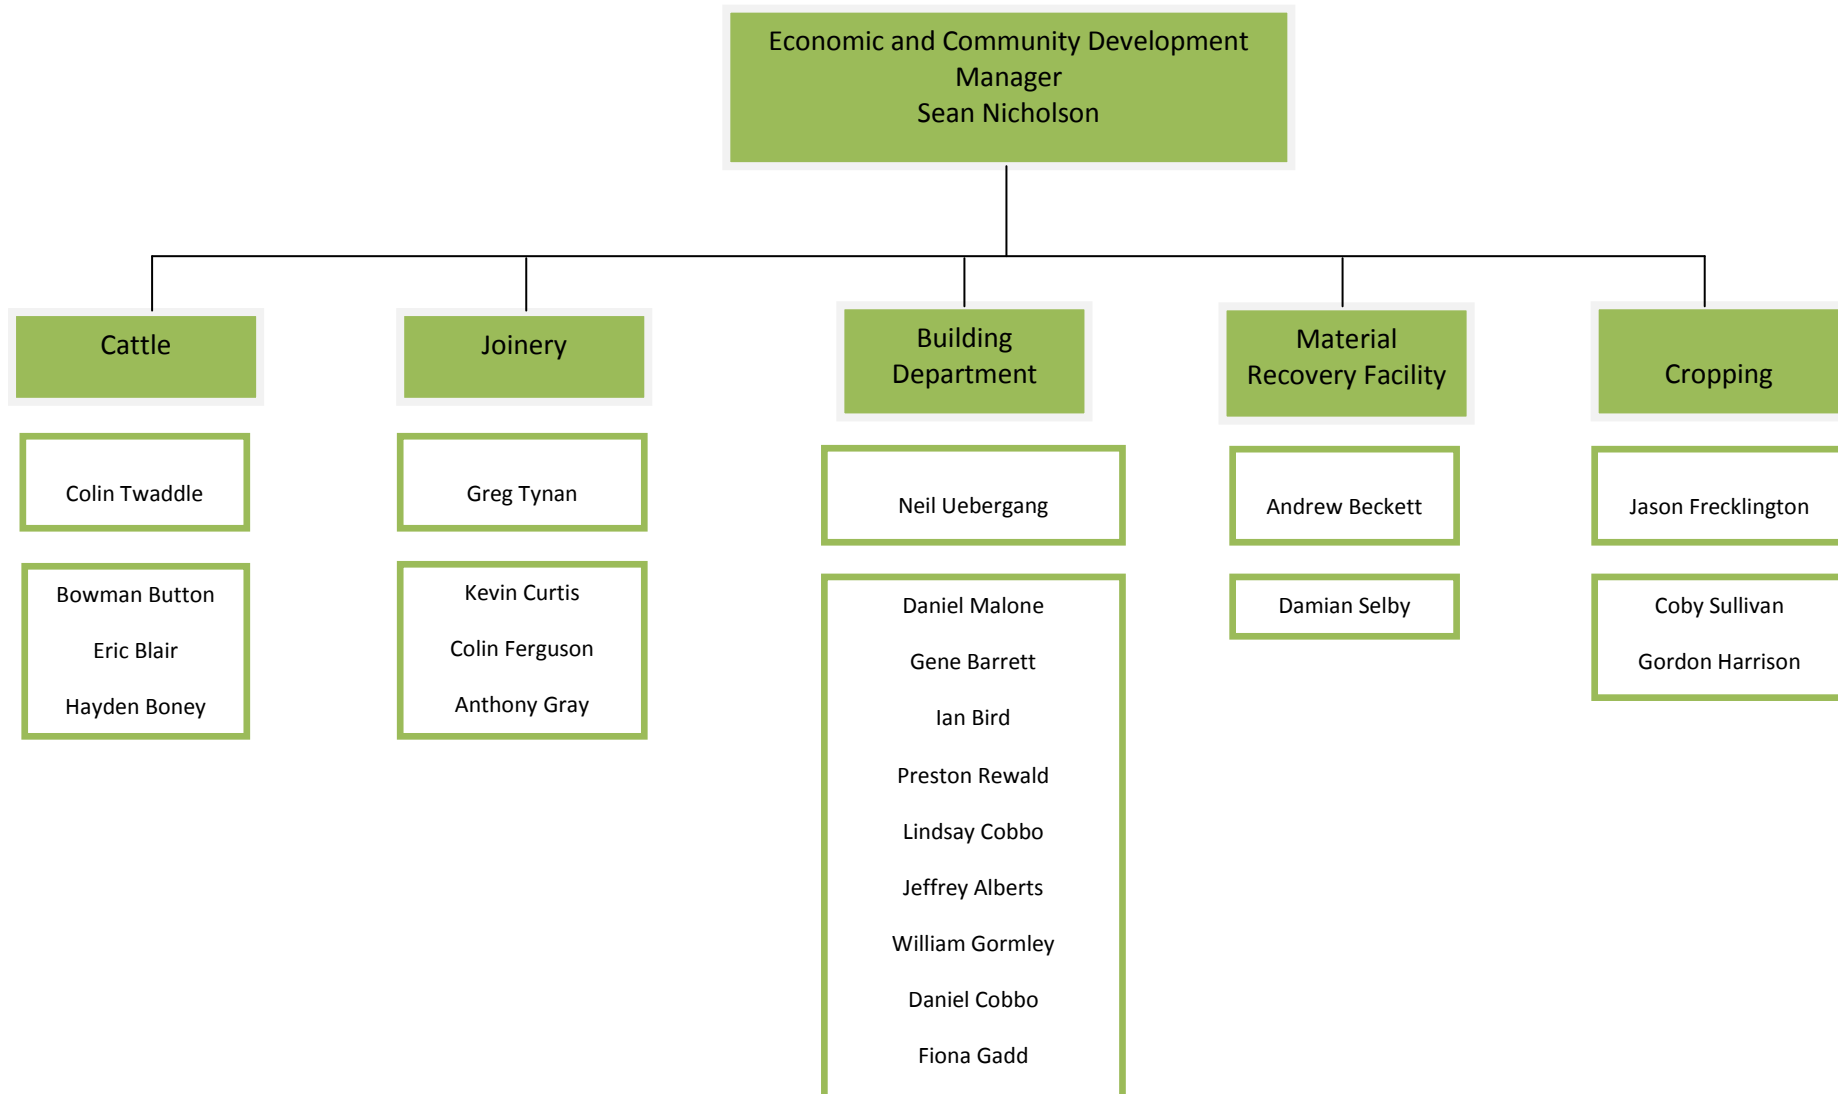 Economic and Community Development
Manager
Sean Nicholson
Cattle
Joinery
Building
Department
Material
Recovery Facility
Cropping
Colin Twaddle
Greg Tynan
Neil Uebergang
Andrew Beckett
Jason Frecklington
Bowman Button
Eric Blair
Hayden Boney
Kevin Curtis
Colin Ferguson
Anthony Gray
Daniel Malone
Gene Barrett
Ian Bird
Preston Rewald
Lindsay Cobbo
Jeffrey Alberts
William Gormley
Daniel Cobbo
Fiona Gadd
Damian Selby
Coby Sullivan
Gordon Harrison